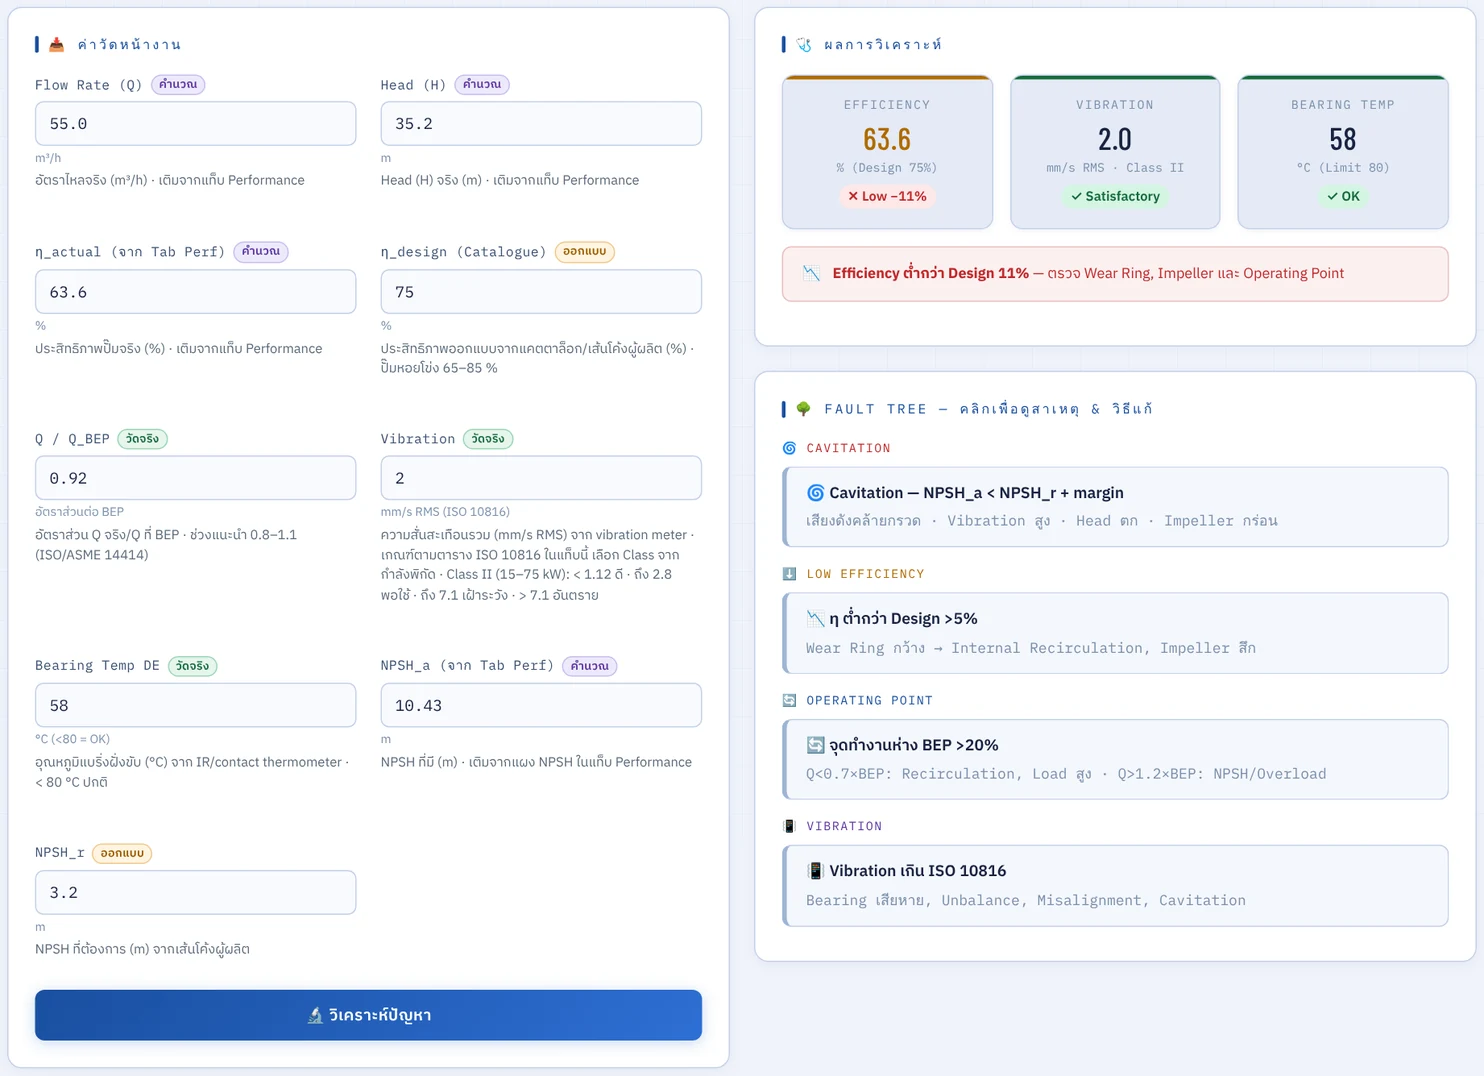 📥 ค่าวัดหน้างาน
Flow Rate (Q) คำนวณ
55.0
m³/h
อัตราไหลจริง (m³/h) · เติมจากแท็บ Performance
Head (H) คำนวณ
35.2
m
Head (H) จริง (m) · เติมจากแท็บ Performance
η_actual (จาก Tab Perf) คำนวณ
63.6
%
ประสิทธิภาพปั๊มจริง (%) · เติมจากแท็บ Performance
η_design (Catalogue) ออกแบบ
75
%
ประสิทธิภาพออกแบบจากแคตตาล็อก/เส้นโค้งผู้ผลิต (%) ·
ปั๊มหอยโข่ง 65–85 %
Q / Q_BEP วัดจริง
0.92
อัตราส่วนต่อ BEP
อัตราส่วน Q จริง/Q ที่ BEP · ช่วงแนะนำ 0.8–1.1
(ISO/ASME 14414)
Vibration วัดจริง
2
mm/s RMS (ISO 10816)
ความสั่นสะเทือนรวม (mm/s RMS) จาก vibration meter ·
เกณฑ์ตามตาราง ISO 10816 ในแท็บนี้ เลือก Class จาก
กำลังพิกัด · Class II (15–75 kW): < 1.12 ดี · ถึง 2.8
พอใช้ · ถึง 7.1 เฝ้าระวัง · > 7.1 อันตราย
Bearing Temp DE วัดจริง
58
°C (<80 = OK)
อุณหภูมิแบริ่งฝั่งขับ (°C) จาก IR/contact thermometer ·
< 80 °C ปกติ
NPSH_a (จาก Tab Perf) คำนวณ
10.43
m
NPSH ที่มี (m) · เติมจากแผง NPSH ในแท็บ Performance
NPSH_r ออกแบบ
3.2
m
NPSH ที่ต้องการ (m) จากเส้นโค้งผู้ผลิต
🔬 วิเคราะห์ปัญหา
🩺 ผลการวิเคราะห์
EFFICIENCY
63.6
% (Design 75%)
✕ Low −11%
VIBRATION
2.0
mm/s RMS · Class II
✓ Satisfactory
BEARING TEMP
58
°C (Limit 80)
✓ OK
📉 Efficiency ต่ำกว่า Design 11% — ตรวจ Wear Ring, Impeller และ Operating Point
🌳 FAULT TREE — คลิกเพื่อดูสาเหตุ & วิธีแก้
🌀 CAVITATION
🌀 Cavitation — NPSH_a < NPSH_r + margin
เสียงดังคล้ายกรวด · Vibration สูง · Head ตก · Impeller กร่อน
⬇️ LOW EFFICIENCY
📉 η ต่ำกว่า Design >5%
Wear Ring กว้าง → Internal Recirculation, Impeller สึก
🔄 OPERATING POINT
🔄 จุดทำงานห่าง BEP >20%
Q<0.7×BEP: Recirculation, Load สูง · Q>1.2×BEP: NPSH/Overload
📳 VIBRATION
📳 Vibration เกิน ISO 10816
Bearing เสียหาย, Unbalance, Misalignment, Cavitation